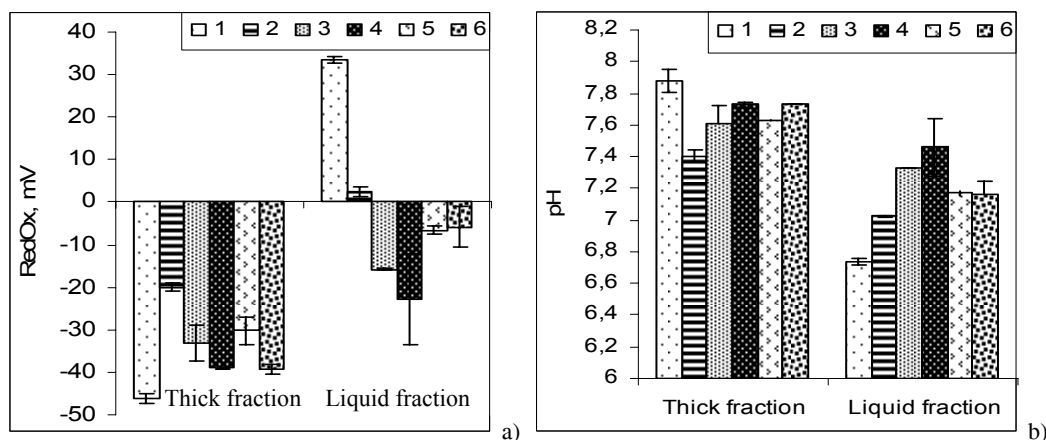 40
30
20
10
0
-10
-20
-30
-40
-50
RedOx, mV
1 2 3 4 5 6
Thick fraction Liquid fraction
a)
8,2
8
7,8
7,6
7,4
7,2
7
6,8
6,6
6,4
6,2
6
pH
1 2 3 4 5 6
Thick fraction Liquid fraction
b)